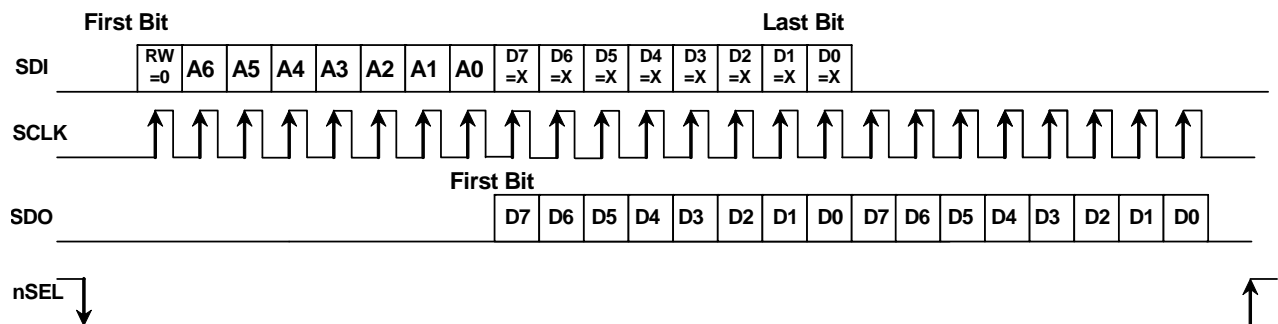 First Bit Last Bit
SDI RW =0 A6 A5 A4 A3 A2 A1 A0 D7 =X D6 =X D5 =X D4 =X D3 =X D2 =X D1 =X D0 =X
SCLK
First Bit
SDO D7 D6 D5 D4 D3 D2 D1 D0 D7 D6 D5 D4 D3 D2 D1 D0
nSEL